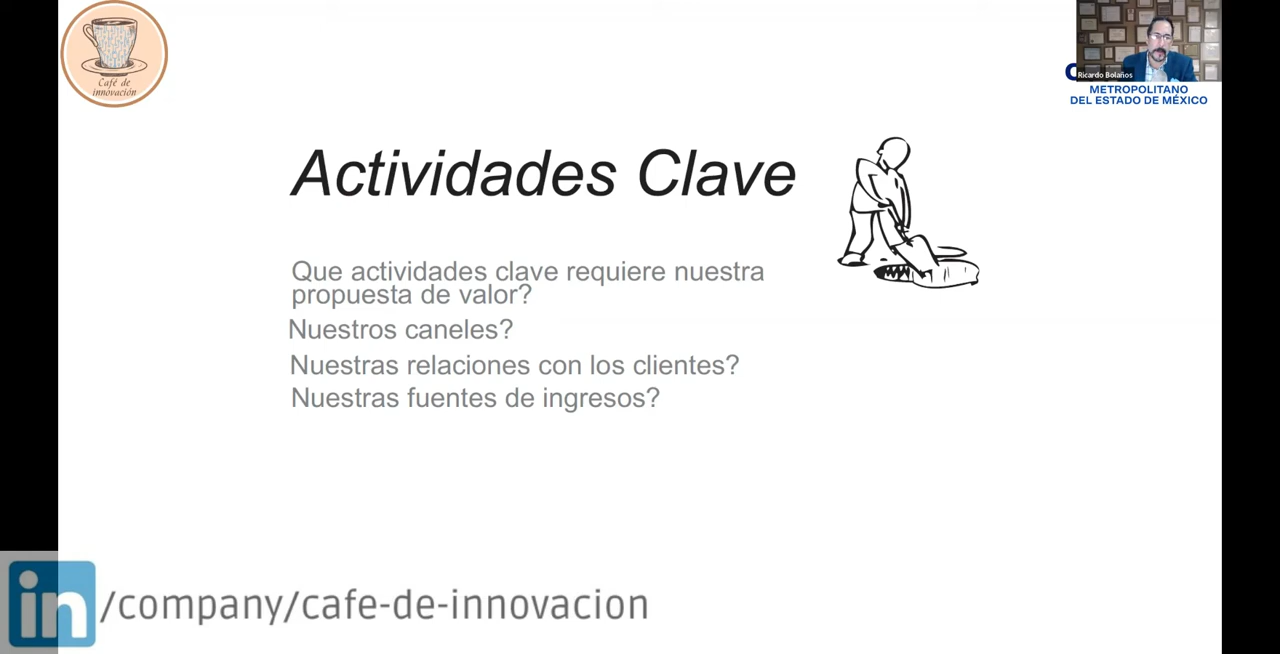 Café de
innovación
Ricardo Bolaños
METROPOLITANO
DEL ESTADO DE MÉXICO
Actividades Clave
Que actividades clave requiere nuestra
propuesta de valor?
Nuestros caneles?
Nuestras relaciones con los clientes?
Nuestras fuentes de ingresos?
in/company/cafe-de-innovacion